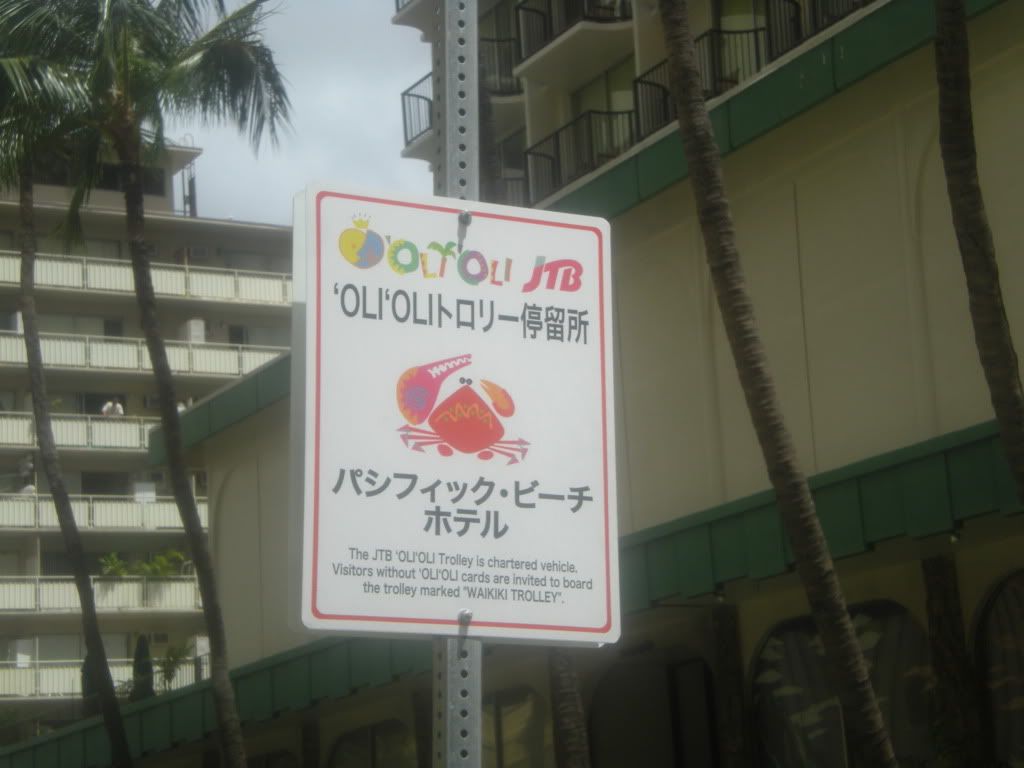 'OLI'OLI JTB
'OLI'OLIトロリー停留所
パシフィック・ビーチ
ホテル
The JTB 'OLI'OLI Trolley is chartered vehicle.
Visitors without 'OLI'OLI cards are invited to board
the trolley marked "WAIKIKI TROLLEY".